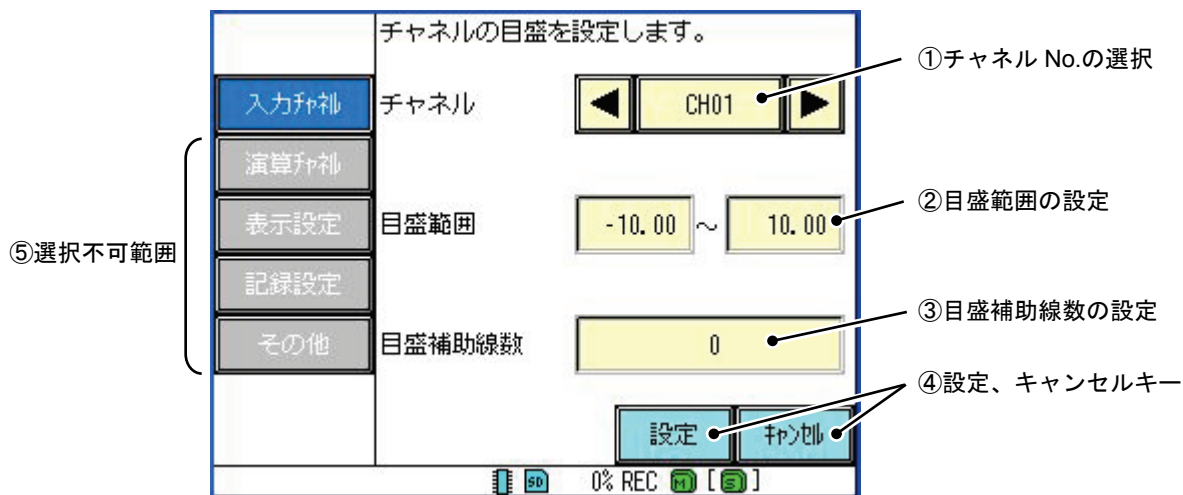 チャネルの目盛を設定します。
①チャネル No.の選択
入力ﾁｬﾈﾙ
チャネル
CH01
演算ﾁｬﾈﾙ
②目盛範囲の設定
表示設定
目盛範囲
-10.00 ～ 10.00
⑤選択不可範囲
記録設定
③目盛補助線数の設定
その他
目盛補助線数
0
④設定、キャンセルキー
設定
ｷｬﾝｾﾙ
SD 0% REC M [S]